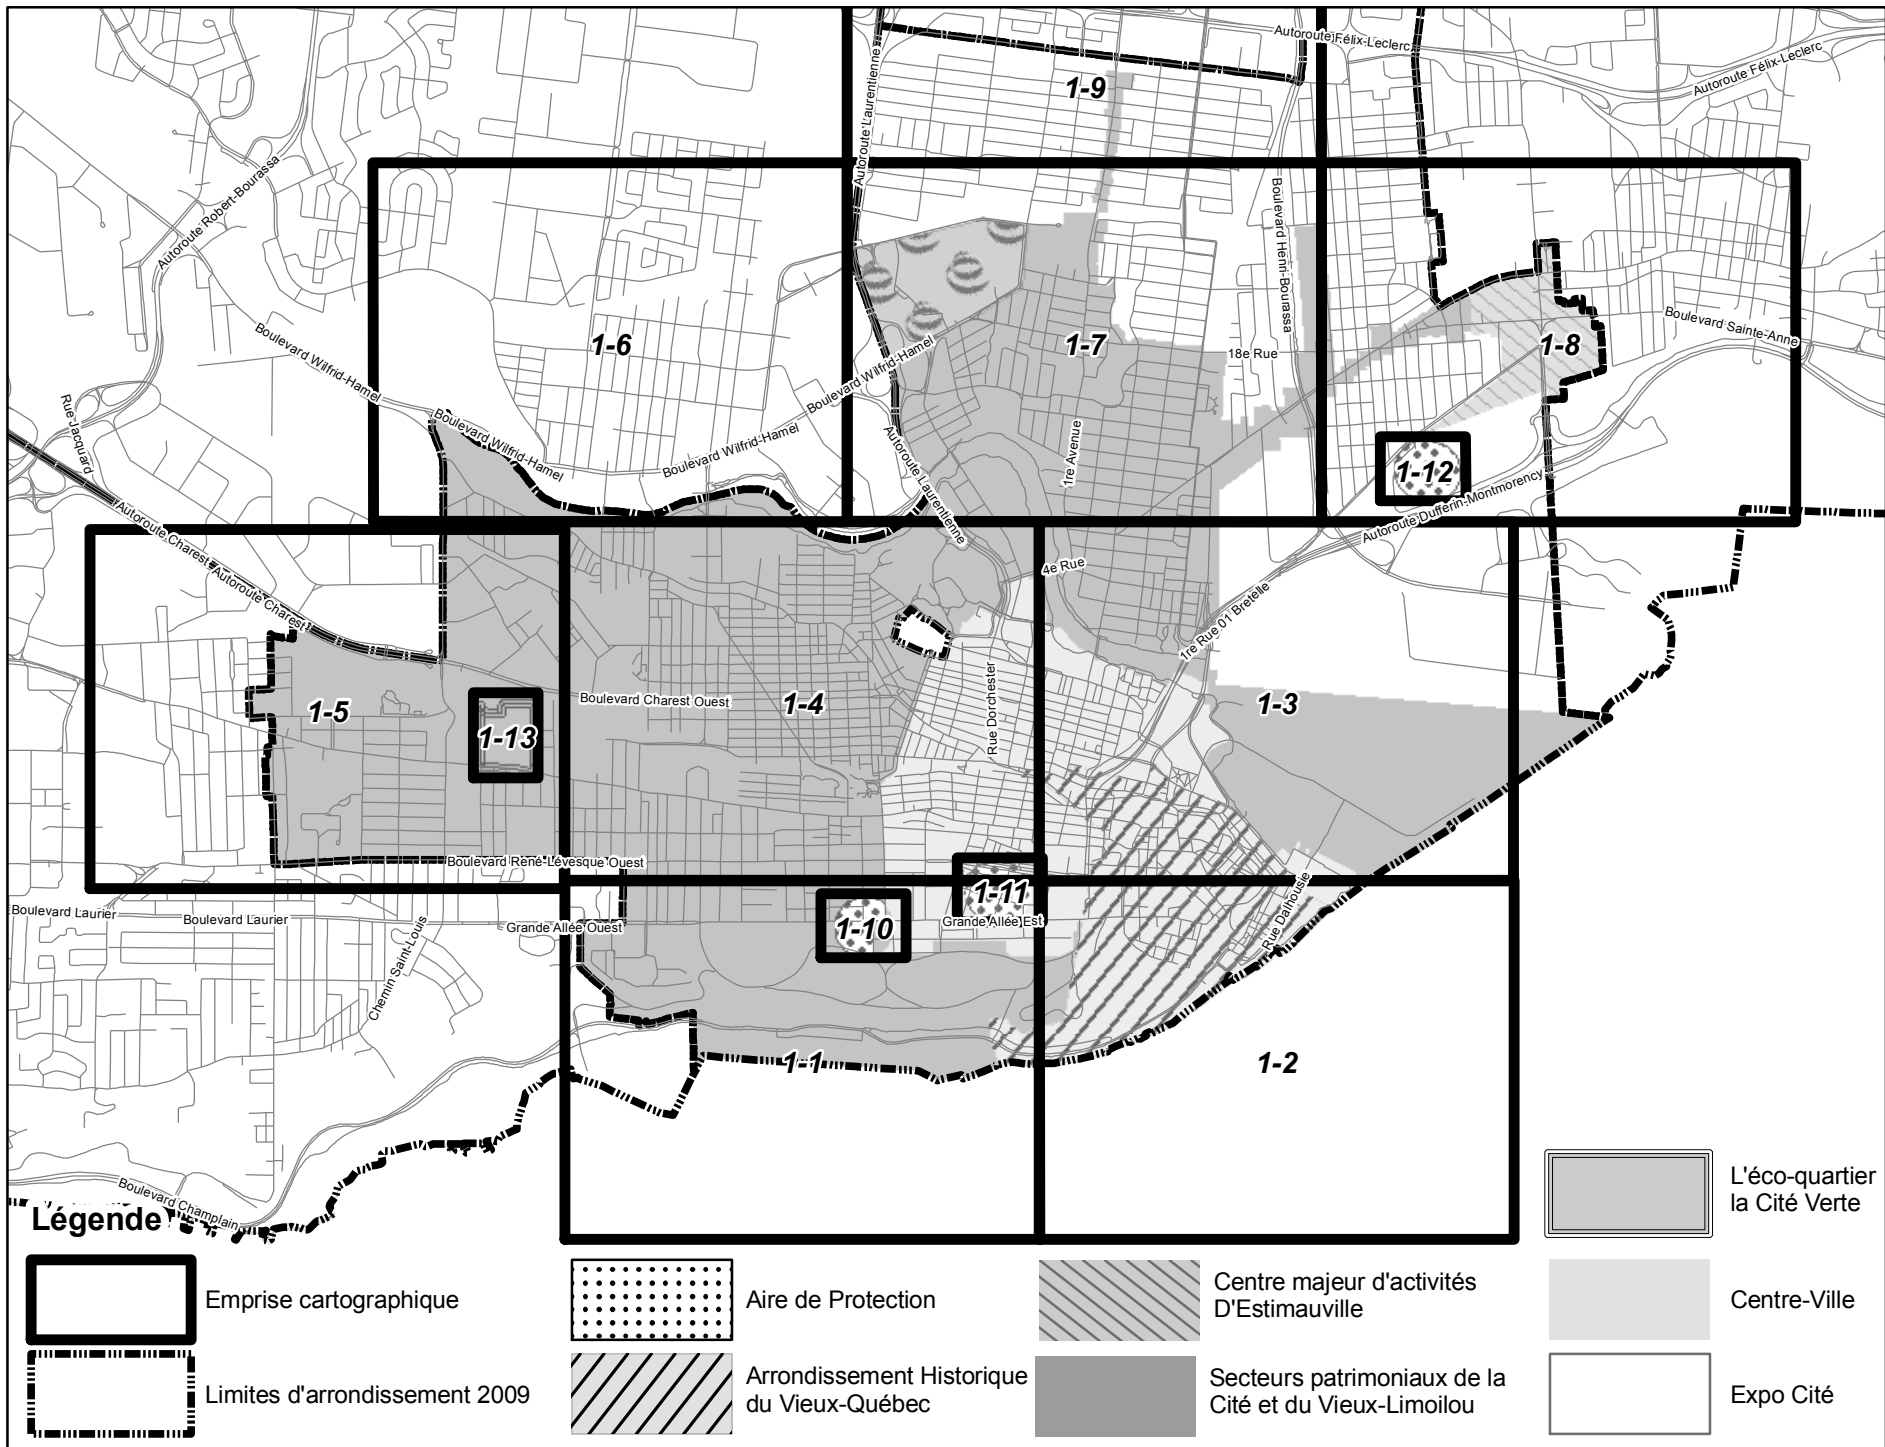 Autoroute Félix-Leclerc
Autoroute Félix-Leclerc
1-9
Autoroute Laurentienne
Autoroute Robert-Bourassa
Boulevard Henri-Bourassa
Boulevard Wilfrid-Hamel
1-6
1-7
18e Rue
1-8
Boulevard Sainte-Anne
Boulevard Wilfrid-Hamel
Rue Jacquard
Boulevard Wilfrid-Hamel
Boulevard Wilfrid-Hamel
Autoroute Laurentienne
1re Avenue
1-12
Autoroute Dufferin-Montmorency
Autoroute Charest
Autoroute Charest
4e Rue
1re Rue 01 Bretelle
1-5
1-13
Boulevard Charest Ouest
1-4
Rue Dorchester
1-3
Boulevard René-Lévesque Ouest
Boulevard Laurier
Boulevard Laurier
Chemin Saint-Louis
Grande Allée Ouest
1-10
1-11
Grande Allée Est
Rue Dalhousie
1-1
1-2
Boulevard Champlain
Légende
Emprise cartographique
Limites d'arrondissement 2009
Aire de Protection
Arrondissement Historique
du Vieux-Québec
Centre majeur d'activités
D'Estimauville
Secteurs patrimoniaux de la
Cité et du Vieux-Limoilou
L'éco-quartier
la Cité Verte
Centre-Ville
Expo Cité